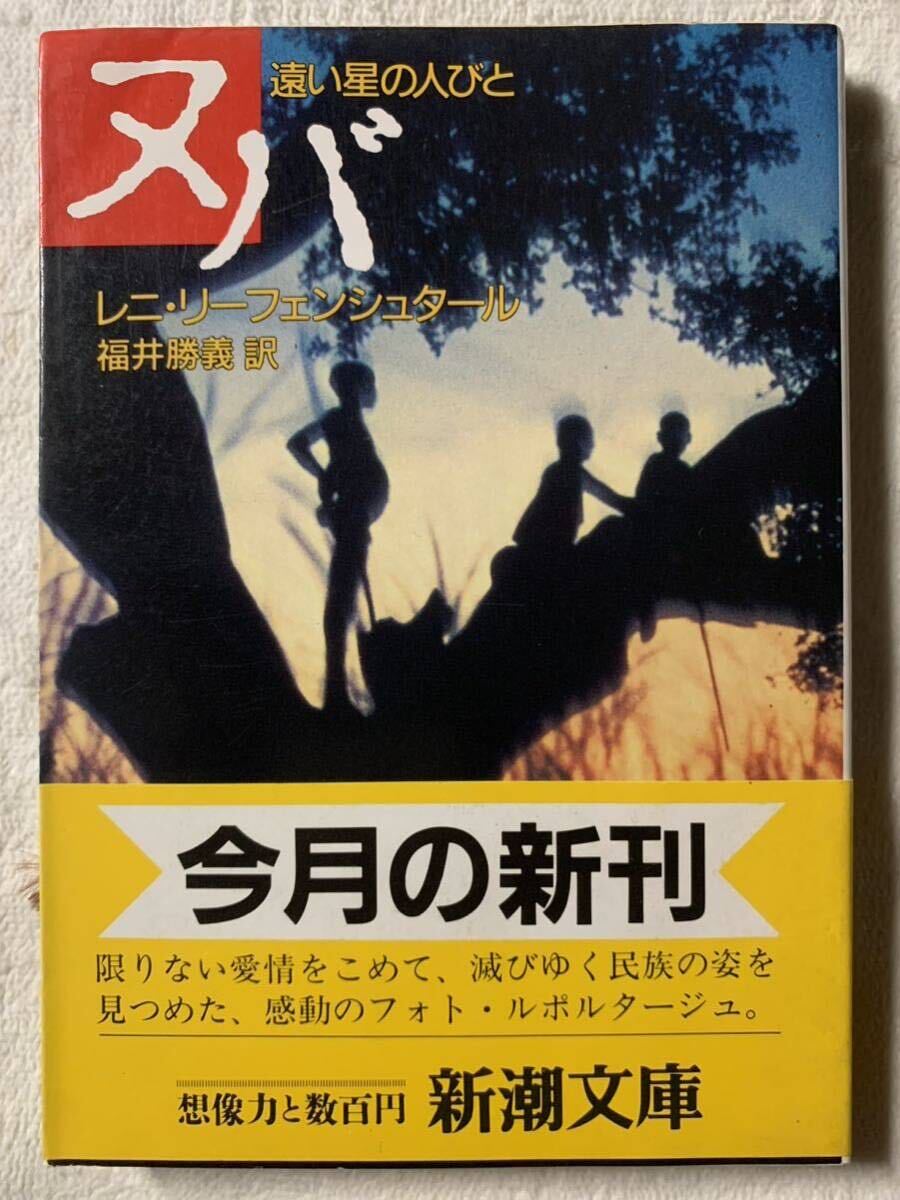 遠い星の人びと
ヌバ
レニ・リーフェンシュタール
福井勝義 訳
今月の新刊
限りない愛情をこめて、滅びゆく民族の姿を
見つめた、感動のフォト・ルポルタージュ。
想像力と数百円 新潮文庫